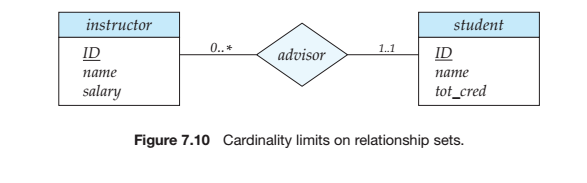 instructor
ID
name
salary
0..*
advisor
1..1
student
ID
name
tot_cred
Figure 7.10 Cardinality limits on relationship sets.